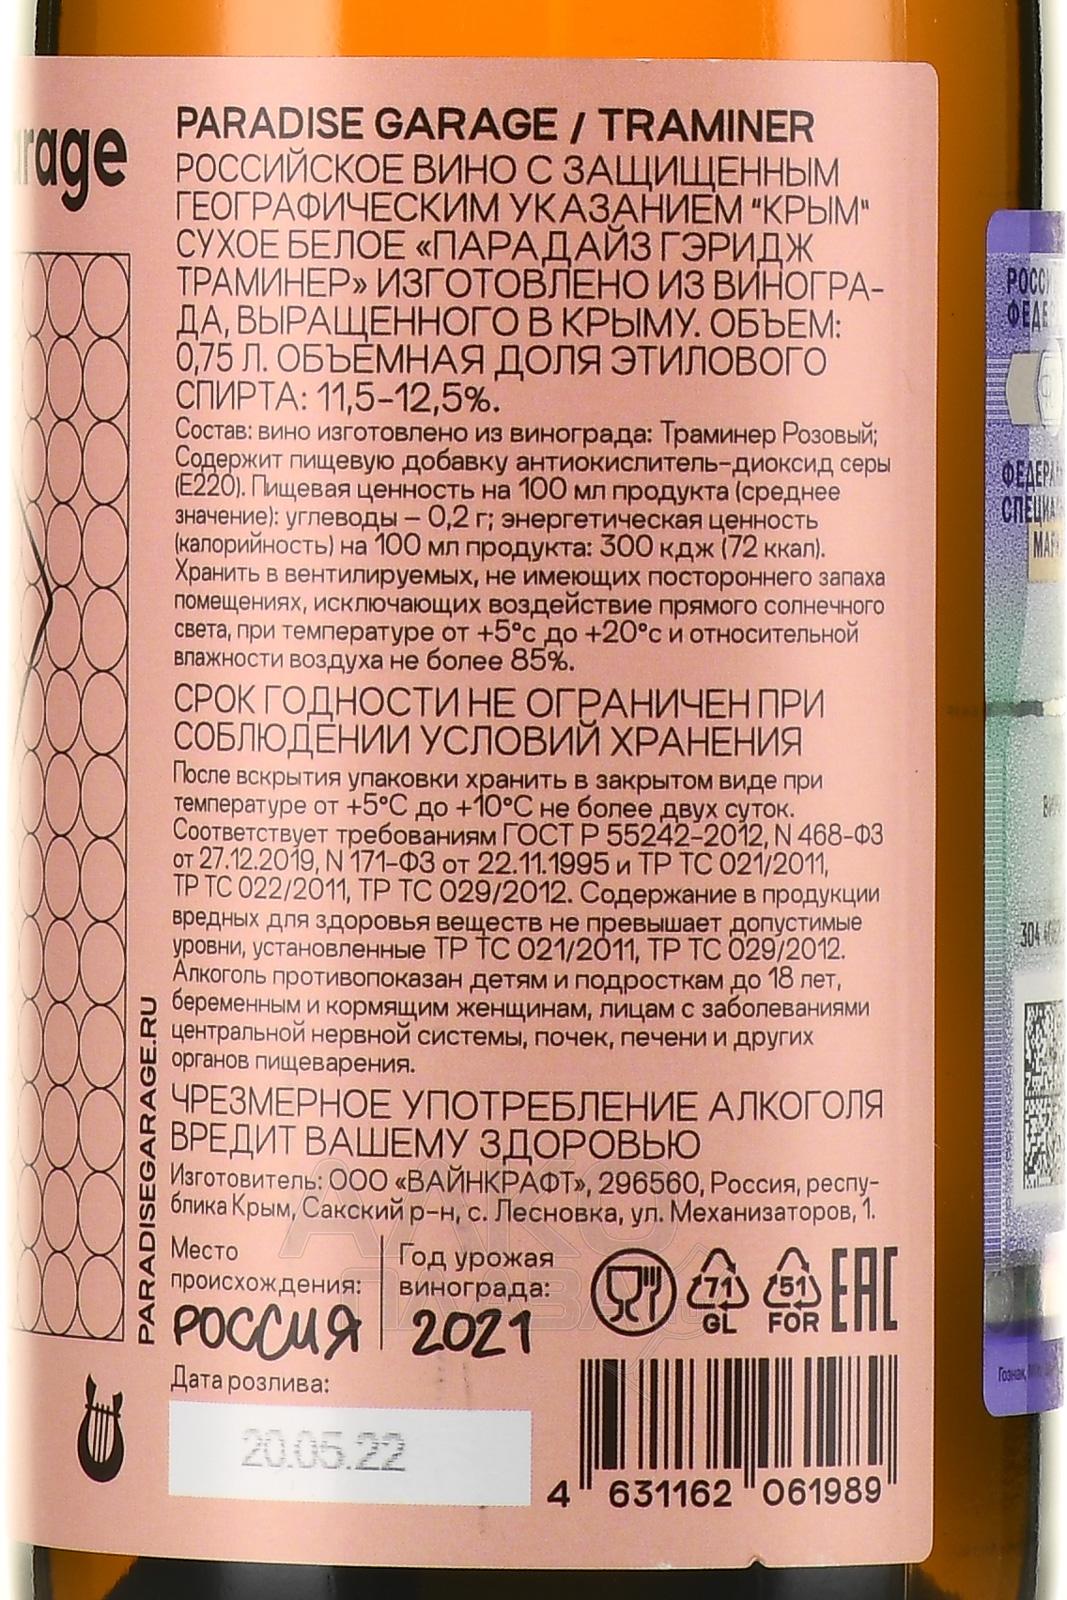 rage
PARADISE GARAGE / TRAMINER
РОССИЙСКОЕ ВИНО С ЗАЩИЩЕННЫМ
ГЕОГРАФИЧЕСКИМ УКАЗАНИЕМ "КРЫМ"
СУХОЕ БЕЛОЕ «ПАРАДАЙЗ ГЭРИДЖ
ТРАМИНЕР» ИЗГОТОВЛЕНО ИЗ ВИНОГРА-
ДА, ВЫРАЩЕННОГО В КРЫМУ. ОБЪЕМ:
0,75 Л. ОБЪЕМНАЯ ДОЛЯ ЭТИЛОВОГО
СПИРТА: 11,5-12,5%.
Состав: вино изготовлено из винограда: Траминер Розовый;
Содержит пищевую добавку антиокислитель-диоксид серы
(Е220). Пищевая ценность на 100 мл продукта (среднее
значение): углеводы – 0,2 г; энергетическая ценность
(калорийность) на 100 мл продукта: 300 кдж (72 ккал).
Хранить в вентилируемых, не имеющих постороннего запаха
помещениях, исключающих воздействие прямого солнечного
света, при температуре от +5°с до +20°с и относительной
влажности воздуха не более 85%.
СРОК ГОДНОСТИ НЕ ОГРАНИЧЕН ПРИ
СОБЛЮДЕНИИ УСЛОВИЙ ХРАНЕНИЯ
После вскрытия упаковки хранить в закрытом виде при
температуре от +5°C до +10°C не более двух суток.
Соответствует требованиям ГОСТ Р 55242-2012, N 468-ФЗ
от 27.12.2019, N 171-ФЗ от 22.11.1995 и ТР ТС 021/2011,
ТР ТС 022/2011, ТР ТС 029/2012. Содержание в продукции
вредных для здоровья веществ не превышает допустимые
уровни, установленные ТР ТС 021/2011, ТР ТС 029/2012.
Алкоголь противопоказан детям и подросткам до 18 лет,
беременным и кормящим женщинам, лицам с заболеваниями
центральной нервной системы, почек, печени и других
органов пищеварения.
ЧРЕЗМЕРНОЕ УПОТРЕБЛЕНИЕ АЛКОГОЛЯ
ВРЕДИТ ВАШЕМУ ЗДОРОВЬЮ
Изготовитель: ООО «ВАЙНКРАФТ», 296560, Россия, респу-
блика Крым, Сакский р-н, с. Лесновка, ул. Механизаторов, 1.
Место
происхождения:
РОССИЯ
Год урожая
винограда:
2021
71
GL
51
FOR
EAC
Дата розлива:
20.05.22
4 631162 061989
PARADISEGARAGE.RU